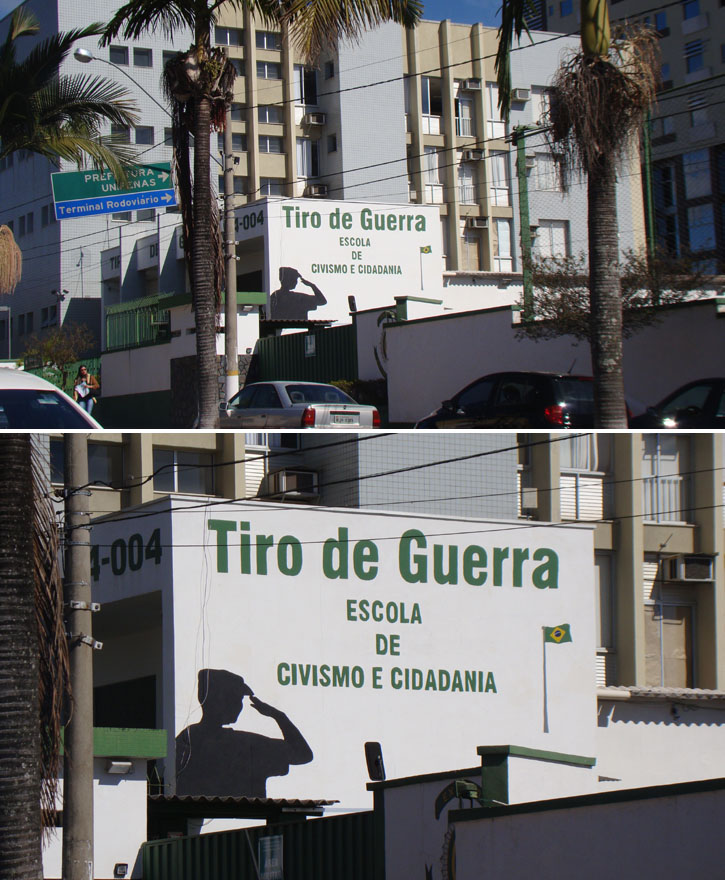 PREFEITURA
UNIFENAS
Terminal Rodoviário
-004
Tiro de Guerra
ESCOLA
DE
CIVISMO E CIDADANIA
4-004
Tiro de Guerra
ESCOLA
DE
CIVISMO E CIDADANIA